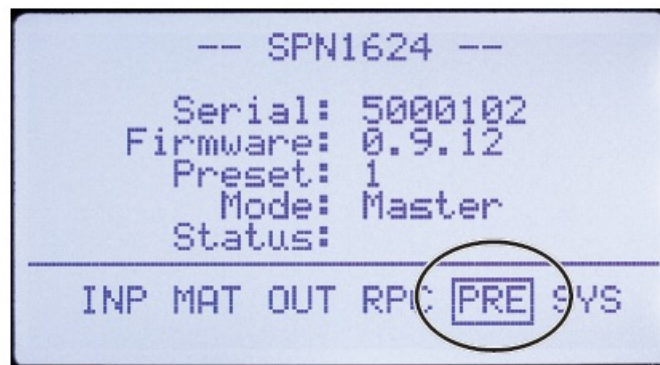 -- SPN1624 --
Serial: 5000102
Firmware: 0.9.12
Preset: 1
Mode: Master
Status:
INP MAT OUT RPC PRE SYS